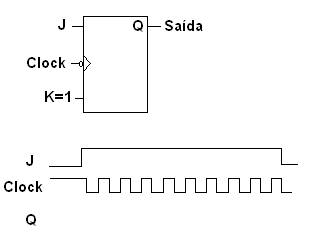 J Q Saída
Clock
K=1
J
Clock
Q